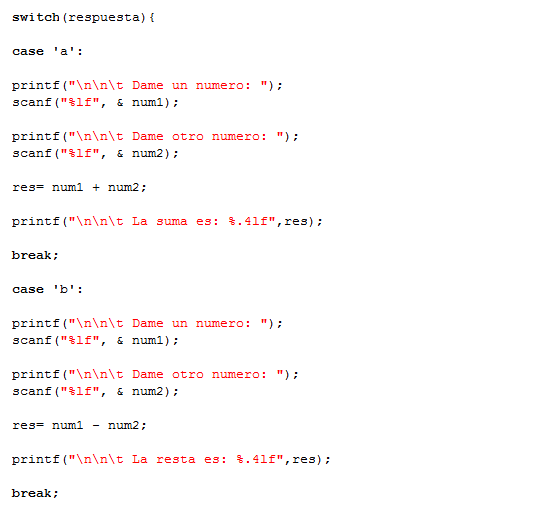 switch(respuesta){
case 'a':
printf("\n\n\t Dame un numero: ");
scanf("%lf", & num1);
printf("\n\n\t Dame otro numero: ");
scanf("%lf", & num2);
res= num1 + num2;
printf("\n\n\t La suma es: %.4lf",res);
break;
case 'b':
printf("\n\n\t Dame un numero: ");
scanf("%lf", & num1);
printf("\n\n\t Dame otro numero: ");
scanf("%lf", & num2);
res= num1 - num2;
printf("\n\n\t La resta es: %.4lf",res);
break;